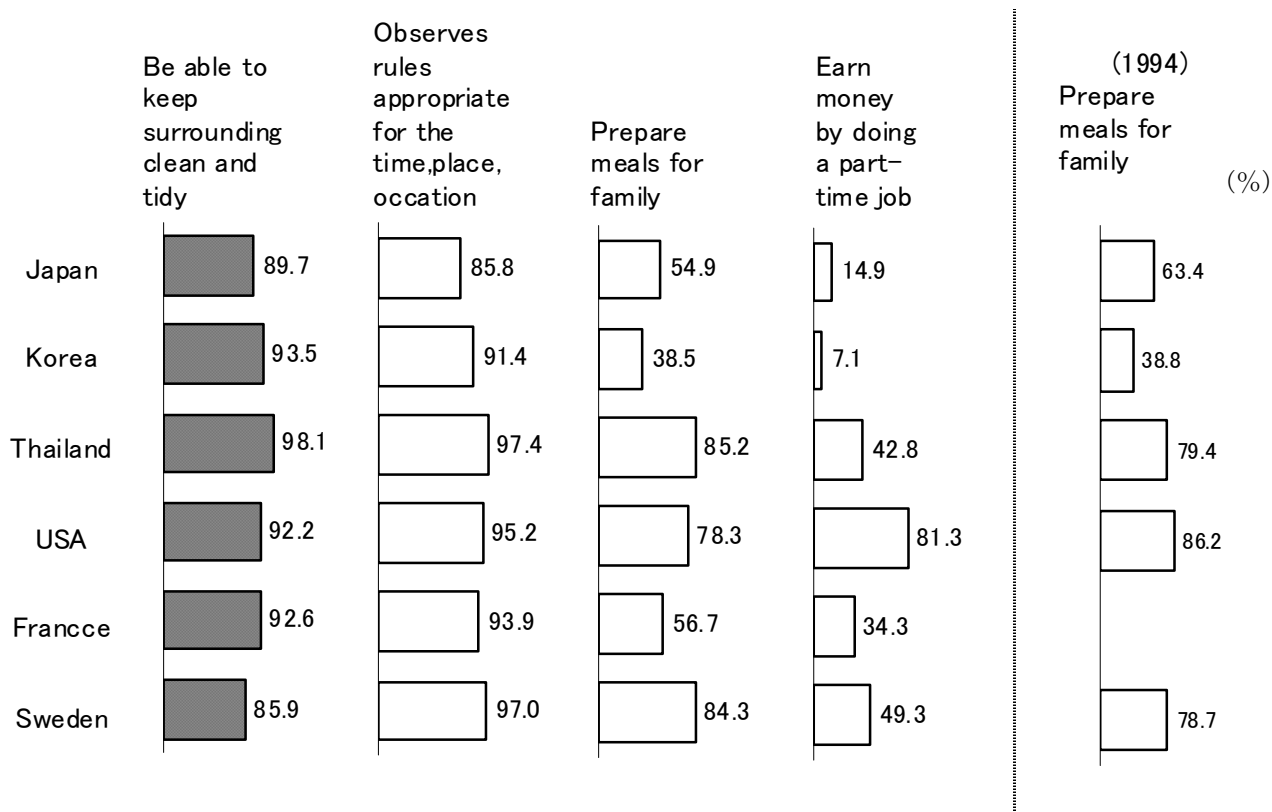 Be able to
keep
surrounding
clean and
tidy
Observes
rules
appropriate
for the
time,place,
occation
Prepare
meals for
family
Earn
money
by doing
a part-
time job
(1994)
Prepare
meals for
family
(%)
Japan 89.7 85.8 54.9 14.9 63.4
Korea 93.5 91.4 38.5 7.1 38.8
Thailand 98.1 97.4 85.2 42.8 79.4
USA 92.2 95.2 78.3 81.3 86.2
Francce 92.6 93.9 56.7 34.3
Sweden 85.9 97.0 84.3 49.3 78.7